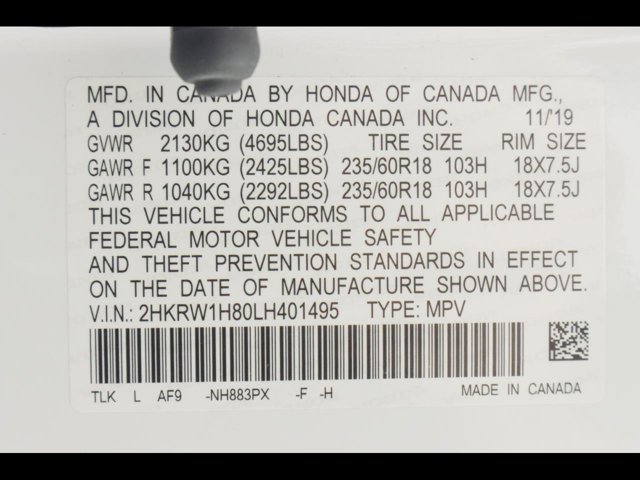 MFD. IN CANADA BY HONDA OF CANADA MFG.,
A DIVISION OF HONDA CANADA INC. 11/19
GVWR 2130KG (4695LBS) TIRE SIZE RIM SIZE
GAWR F 1100KG (2425LBS) 235/60R18 103H 18X7.5J
GAWR R 1040KG (2292LBS) 235/60R18 103H 18X7.5J
THIS VEHICLE CONFORMS TO ALL APPLICABLE
FEDERAL MOTOR VEHICLE SAFETY
AND THEFT PREVENTION STANDARDS IN EFFECT
ON THE DATE OF MANUFACTURE SHOWN ABOVE.
V.I.N.: 2HKRW1H80LH401495 TYPE: MPV
TLK L AF9 -NH883PX -F -H MADE IN CANADA